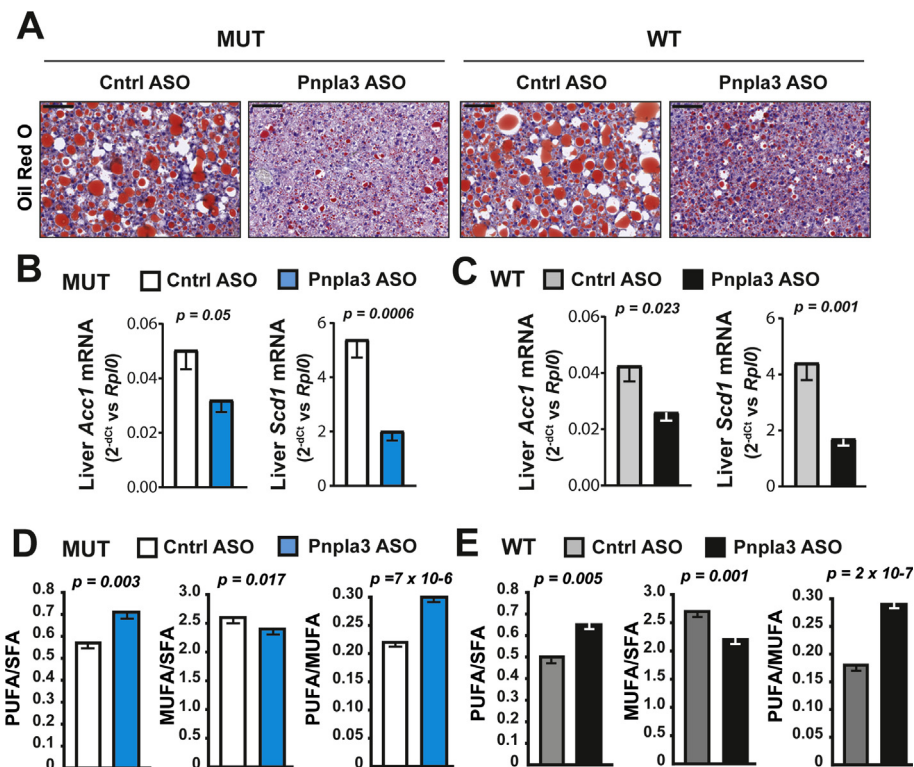 A
MUT
WT
Cntrl ASO
Pnpla3 ASO
Cntrl ASO
Pnpla3 ASO
Oil Red O
B
MUT
Cntrl ASO
Pnpla3 ASO
Liver Acc1 mRNA
(2-dCt vs Rpl0)
p = 0.05
0.06
0.04
0.02
0.00
Liver Scd1 mRNA
(2-dCt vs Rpl0)
p = 0.0006
6
4
2
0
C
WT
Cntrl ASO
Pnpla3 ASO
Liver Acc1 mRNA
(2-dCt vs Rpl0)
p = 0.023
0.06
0.04
0.02
0.00
Liver Scd1 mRNA
(2-dCt vs Rpl0)
p = 0.001
6
4
2
0
D
MUT
Cntrl ASO
Pnpla3 ASO
PUFA/SFA
p = 0.003
0.8
0.7
0.6
0.5
0.4
0.3
0.2
0.1
0
MUFA/SFA
p = 0.017
3.0
2.5
2.0
1.5
1.0
0.5
0
PUFA/MUFA
p =7 x 10-6
0.30
0.25
0.20
0.15
0.10
0.05
0
E
WT
Cntrl ASO
Pnpla3 ASO
PUFA/SFA
p = 0.005
0.8
0.7
0.6
0.5
0.4
0.3
0.2
0.1
0
MUFA/SFA
p = 0.001
3.0
2.5
2.0
1.5
1.0
0.5
0
PUFA/MUFA
p = 2 x 10-7
0.30
0.25
0.20
0.15
0.10
0.05
0